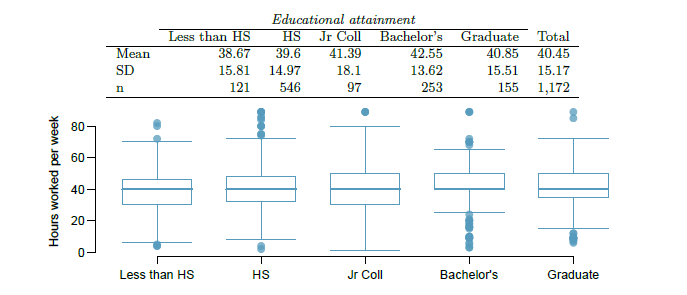 Educational attainment
Less than HS HS Jr Coll Bachelor's Graduate Total
Mean 38.67 39.6 41.39 42.55 40.85 40.45
SD 15.81 14.97 18.1 13.62 15.51 15.17
n 121 546 97 253 155 1,172
Hours worked per week
80
60
40
20
0
Less than HS HS Jr Coll Bachelor's Graduate